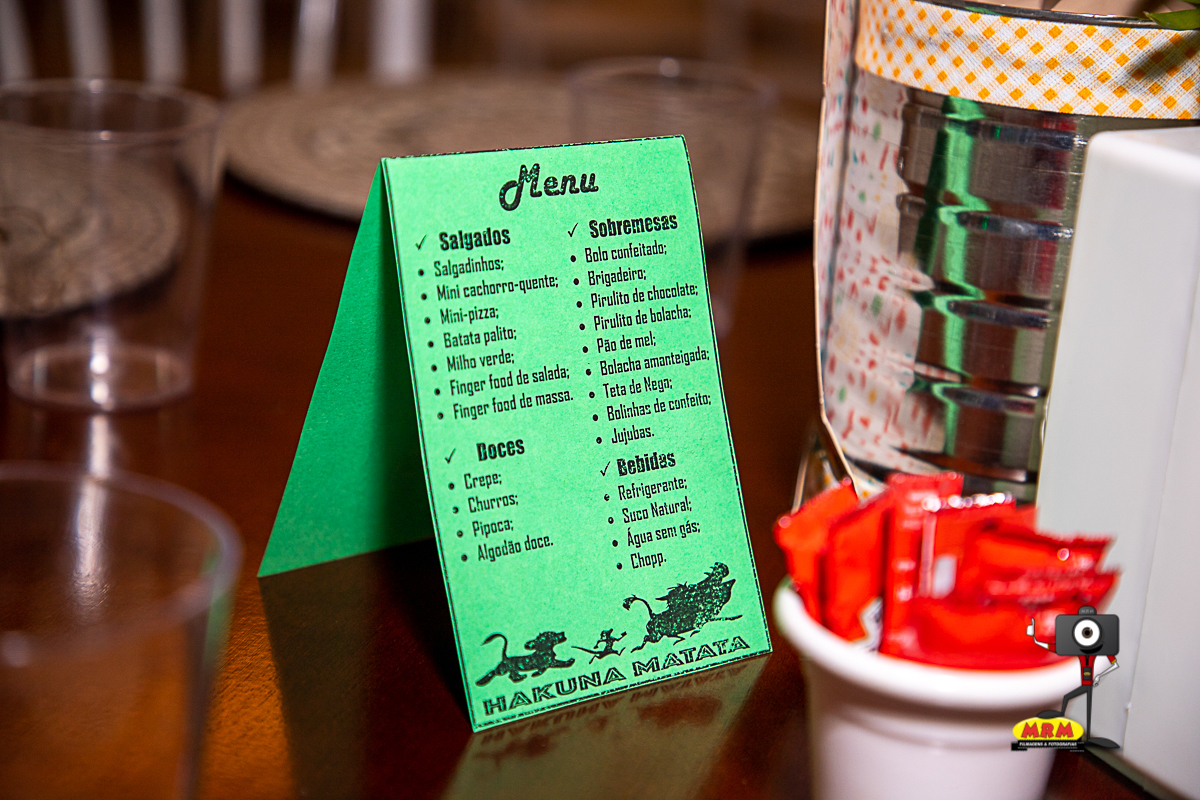 Menu
✓ Salgados
• Salgadinhos;
• Mini cachorro-quente;
• Mini-pizza;
• Batata palito;
• Milho verde;
• Finger food de salada;
• Finger food de massa.
✓ Doces
• Crepe;
• Churros;
• Pipoca;
• Algodão doce.
✓ Sobremesas
• Bolo confeitado;
• Brigadeiro;
• Pirulito de chocolate;
• Pirulito de bolacha;
• Pão de mel;
• Bolacha amanteigada;
• Teta de Nega;
• Bolinhas de confeito;
• Jujubas.
✓ Bebidas
• Refrigerante;
• Suco Natural;
• Água sem gás;
• Chopp.
HAKUNA MATATA
MRM
FILMAGENS & FOTOGRAFIAS